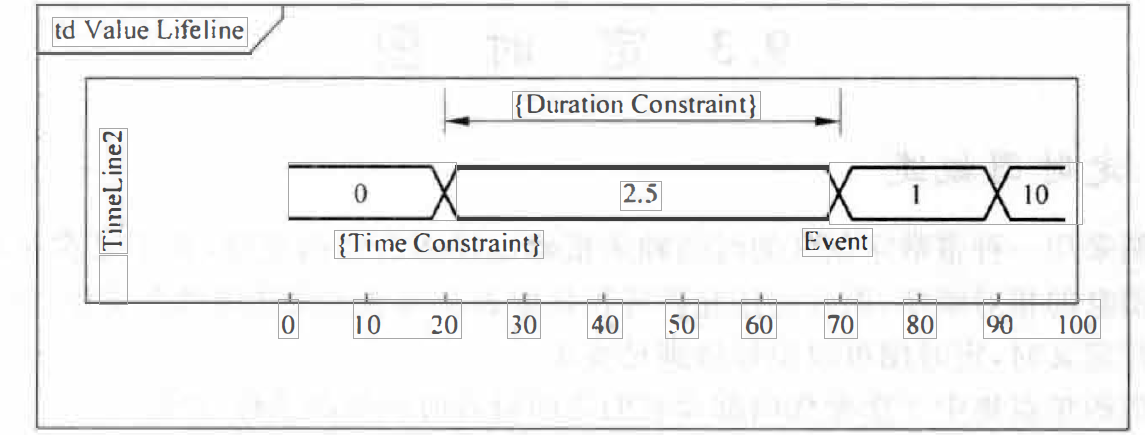 td Value Lifeline
{Duration Constraint}
TimeLine2
0 2.5 1 10
{Time Constraint} Event
0 10 20 30 40 50 60 70 80 90 100